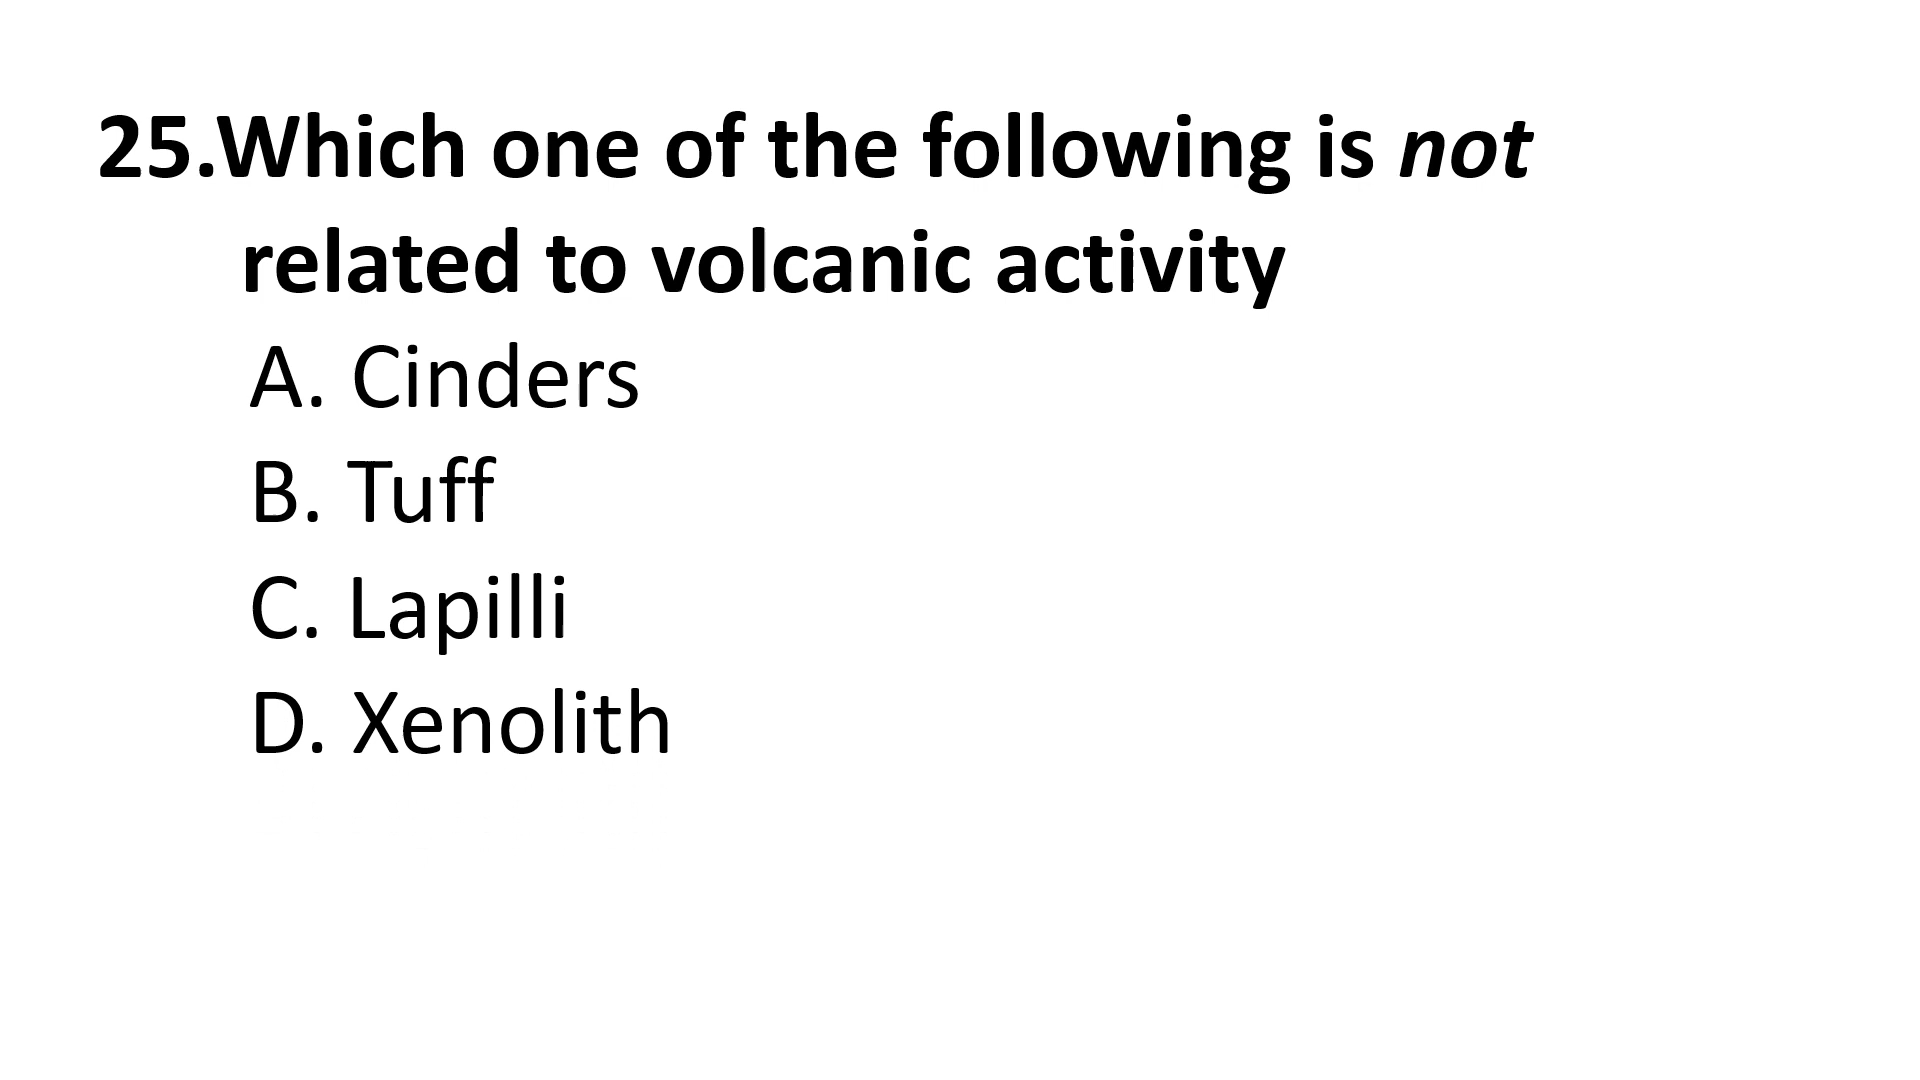 25.Which one of the following is not
related to volcanic activity
A. Cinders
B. Tuff
C. Lapilli
D. Xenolith